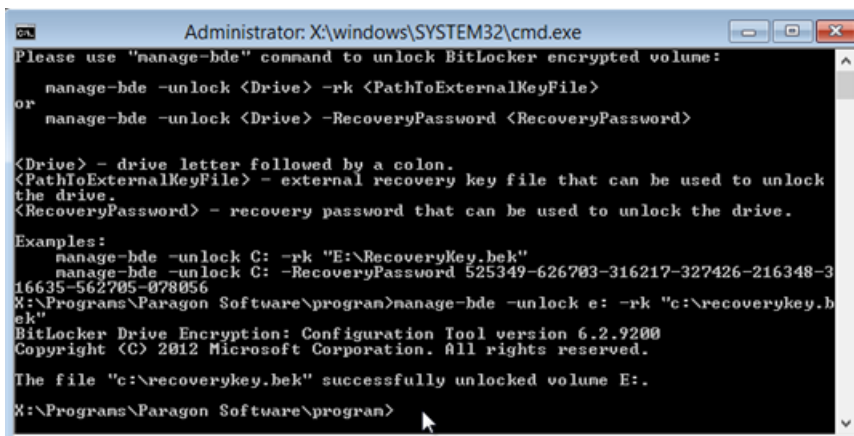 Administrator: X:\windows\SYSTEM32\cmd.exe
Please use "manage-bde" command to unlock BitLocker encrypted volume:
manage-bde -unlock <Drive> -rk <PathToExternalKeyFile>
or
manage-bde -unlock <Drive> -RecoveryPassword <RecoveryPassword>
<Drive> - drive letter followed by a colon.
<PathToExternalKeyFile> - external recovery key file that can be used to unlock
the drive.
<RecoveryPassword> - recovery password that can be used to unlock the drive.
Examples:
manage-bde -unlock C: -rk "E:\RecoveryKey.bek"
manage-bde -unlock C: -RecoveryPassword 525349-626703-316217-327426-216348-3
16635-562705-078056
X:\Programs\Paragon Software\program>manage-bde -unlock e: -rk "c:\recoverykey.b
ek"
BitLocker Drive Encryption: Configuration Tool version 6.2.9200
Copyright (C) 2012 Microsoft Corporation. All rights reserved.
The file "c:\recoverykey.bek" successfully unlocked volume E:.
X:\Programs\Paragon Software\program>